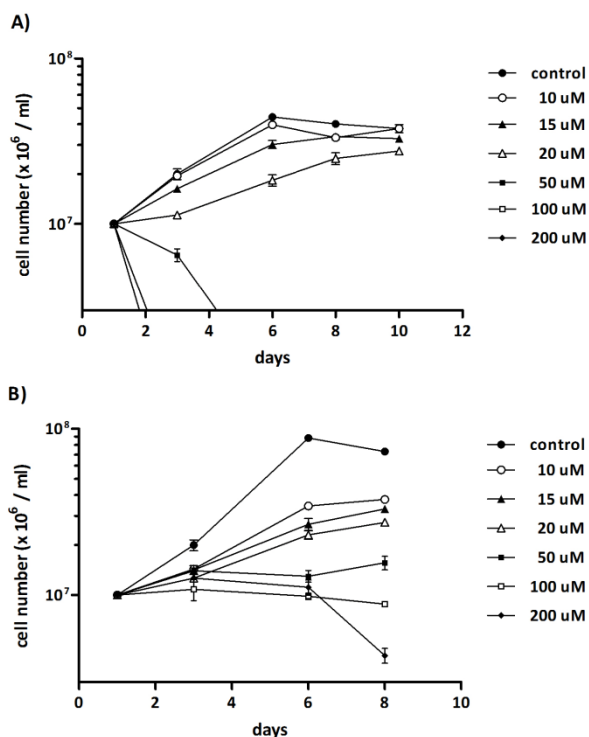 A)
10⁸
10⁷
cell number (x 10⁶ / ml)
0 2 4 6 8 10 12
days
control
10 uM
15 uM
20 uM
50 uM
100 uM
200 uM
B)
10⁸
10⁷
cell number (x 10⁶ / ml)
0 2 4 6 8 10
days
control
10 uM
15 uM
20 uM
50 uM
100 uM
200 uM